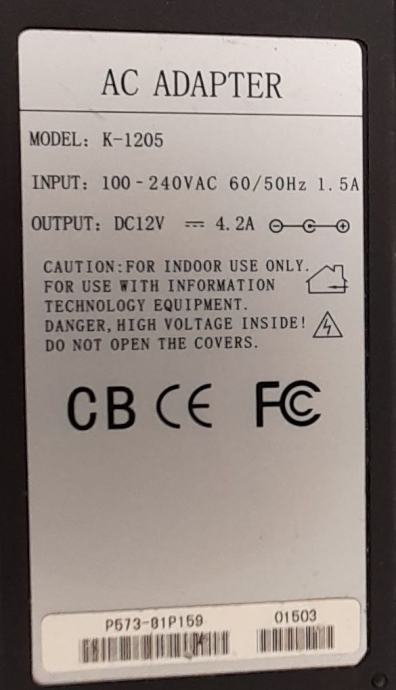 AC ADAPTER
MODEL: K-1205
INPUT: 100-240VAC 60/50Hz 1.5A
OUTPUT: DC12V ⎓ 4.2A
CAUTION:FOR INDOOR USE ONLY.
FOR USE WITH INFORMATION
TECHNOLOGY EQUIPMENT.
DANGER, HIGH VOLTAGE INSIDE!
DO NOT OPEN THE COVERS.
CB CE FC
P573-01P159 01503